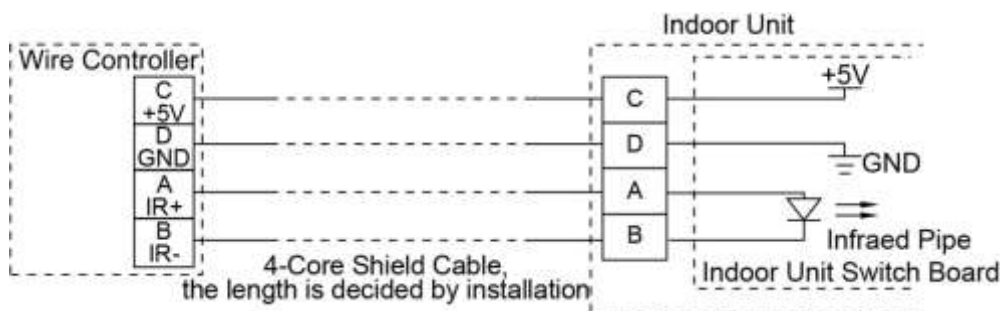 Indoor Unit
Wire Controller
C
+5V
D
GND
A
IR+
B
IR-
4-Core Shield Cable,
the length is decided by installation
C
D
A
B
+5V
GND
Infraed Pipe
Indoor Unit Switch Board